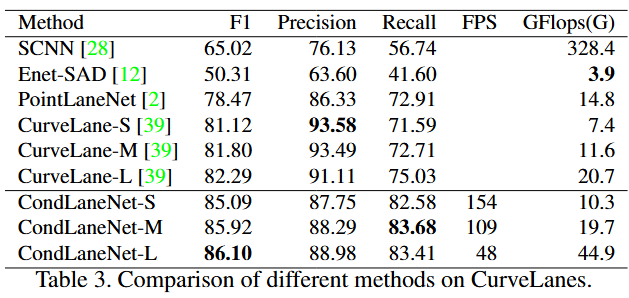 Method F1 Precision Recall FPS GFlops(G)
SCNN [28] 65.02 76.13 56.74 328.4
Enet-SAD [12] 50.31 63.60 41.60 3.9
PointLaneNet [2] 78.47 86.33 72.91 14.8
CurveLane-S [39] 81.12 93.58 71.59 7.4
CurveLane-M [39] 81.80 93.49 72.71 11.6
CurveLane-L [39] 82.29 91.11 75.03 20.7
CondLaneNet-S 85.09 87.75 82.58 154 10.3
CondLaneNet-M 85.92 88.29 83.68 109 19.7
CondLaneNet-L 86.10 88.98 83.41 48 44.9
Table 3. Comparison of different methods on CurveLanes.